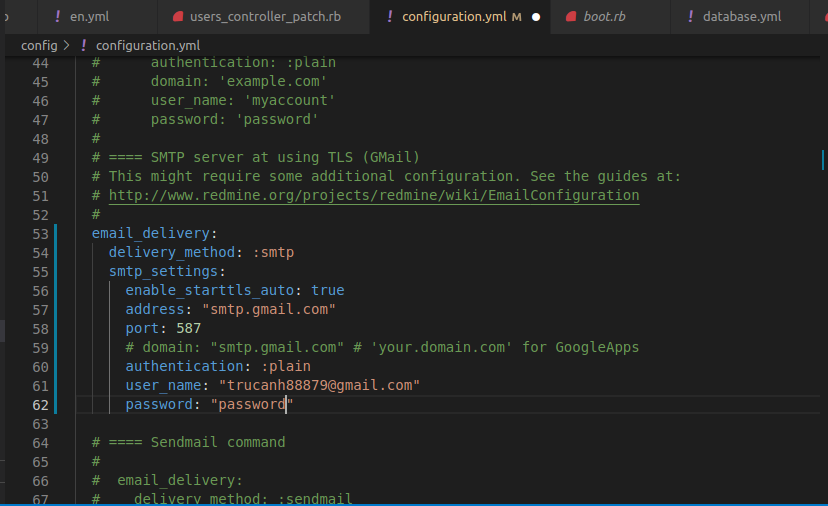 en.yml users_controller_patch.rb configuration.yml M boot.rb database.yml
config > configuration.yml
44 # authentication: :plain
45 # domain: 'example.com'
46 # user_name: 'myaccount'
47 # password: 'password'
48 #
49 # ==== SMTP server at using TLS (GMail)
50 # This might require some additional configuration. See the guides at:
51 # http://www.redmine.org/projects/redmine/wiki/EmailConfiguration
52 #
53 email_delivery:
54 delivery_method: :smtp
55 smtp_settings:
56 enable_starttls_auto: true
57 address: "smtp.gmail.com"
58 port: 587
59 # domain: "smtp.gmail.com" # 'your.domain.com' for GoogleApps
60 authentication: :plain
61 user_name: "trucanh88879@gmail.com"
62 password: "password"
63
64 # ==== Sendmail command
65 #
66 # email_delivery:
67 # delivery_method: :sendmail